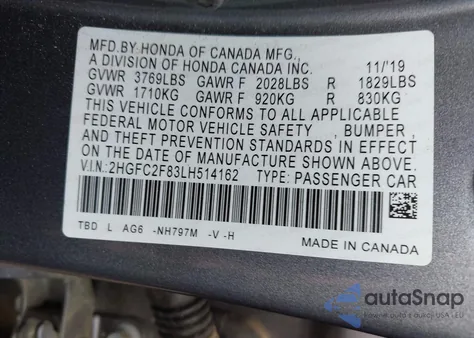 MFD.BY HONDA OF CANADA MFG.,
A DIVISION OF HONDA CANADA INC. 11/'19
GVWR 3769LBS GAWR F 2028LBS R 1829LBS
GVWR 1710KG GAWR F 920KG R 830KG
THIS VEHICLE CONFORMS TO ALL APPLICABLE
FEDERAL MOTOR VEHICLE SAFETY , BUMPER ,
AND THEFT PREVENTION STANDARDS IN EFFECT
ON THE DATE OF MANUFACTURE SHOWN ABOVE.
V.I.N.:2HGFC2F83LH514162 TYPE: PASSENGER CAR
TBD L AG6 -NH797M -V -H
MADE IN CANADA
autoSnap